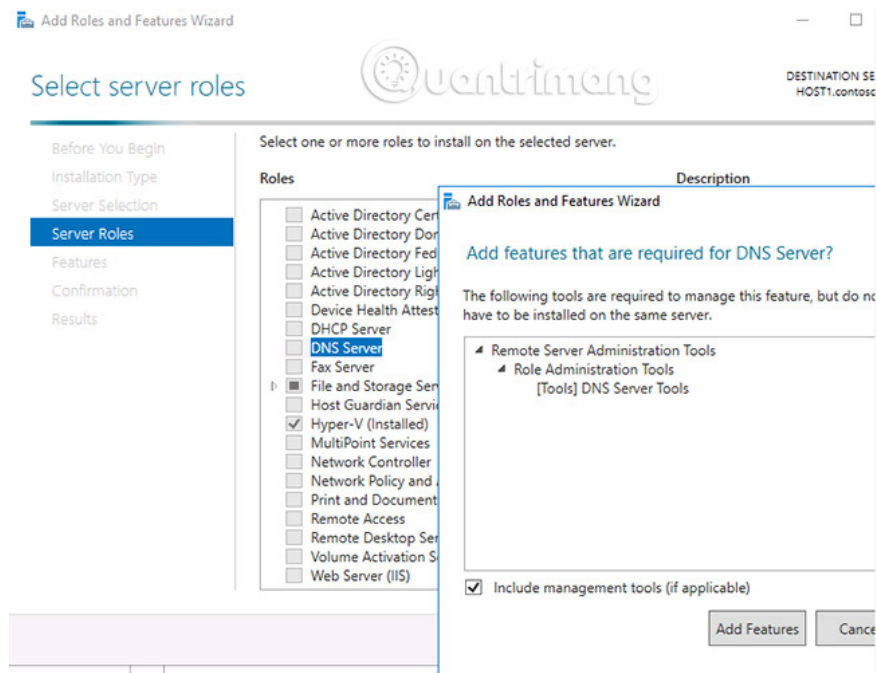 Add Roles and Features Wizard
Quantrimang
Select server roles
DESTINATION SE
HOST1.contoso
Before You Begin
Installation Type
Server Selection
Server Roles
Features
Confirmation
Results
Select one or more roles to install on the selected server.
Roles
Description
Active Directory Cert
Active Directory Dor
Active Directory Fed
Active Directory Ligh
Active Directory Righ
Device Health Attest
DHCP Server
DNS Server
Fax Server
File and Storage Serv
Host Guardian Servic
Hyper-V (Installed)
MultiPoint Services
Network Controller
Network Policy and
Print and Document
Remote Access
Remote Desktop Ser
Volume Activation S
Web Server (IIS)
Add Roles and Features Wizard
Add features that are required for DNS Server?
The following tools are required to manage this feature, but do no
have to be installed on the same server.
Remote Server Administration Tools
Role Administration Tools
[Tools] DNS Server Tools
Include management tools (if applicable)
Add Features
Cance